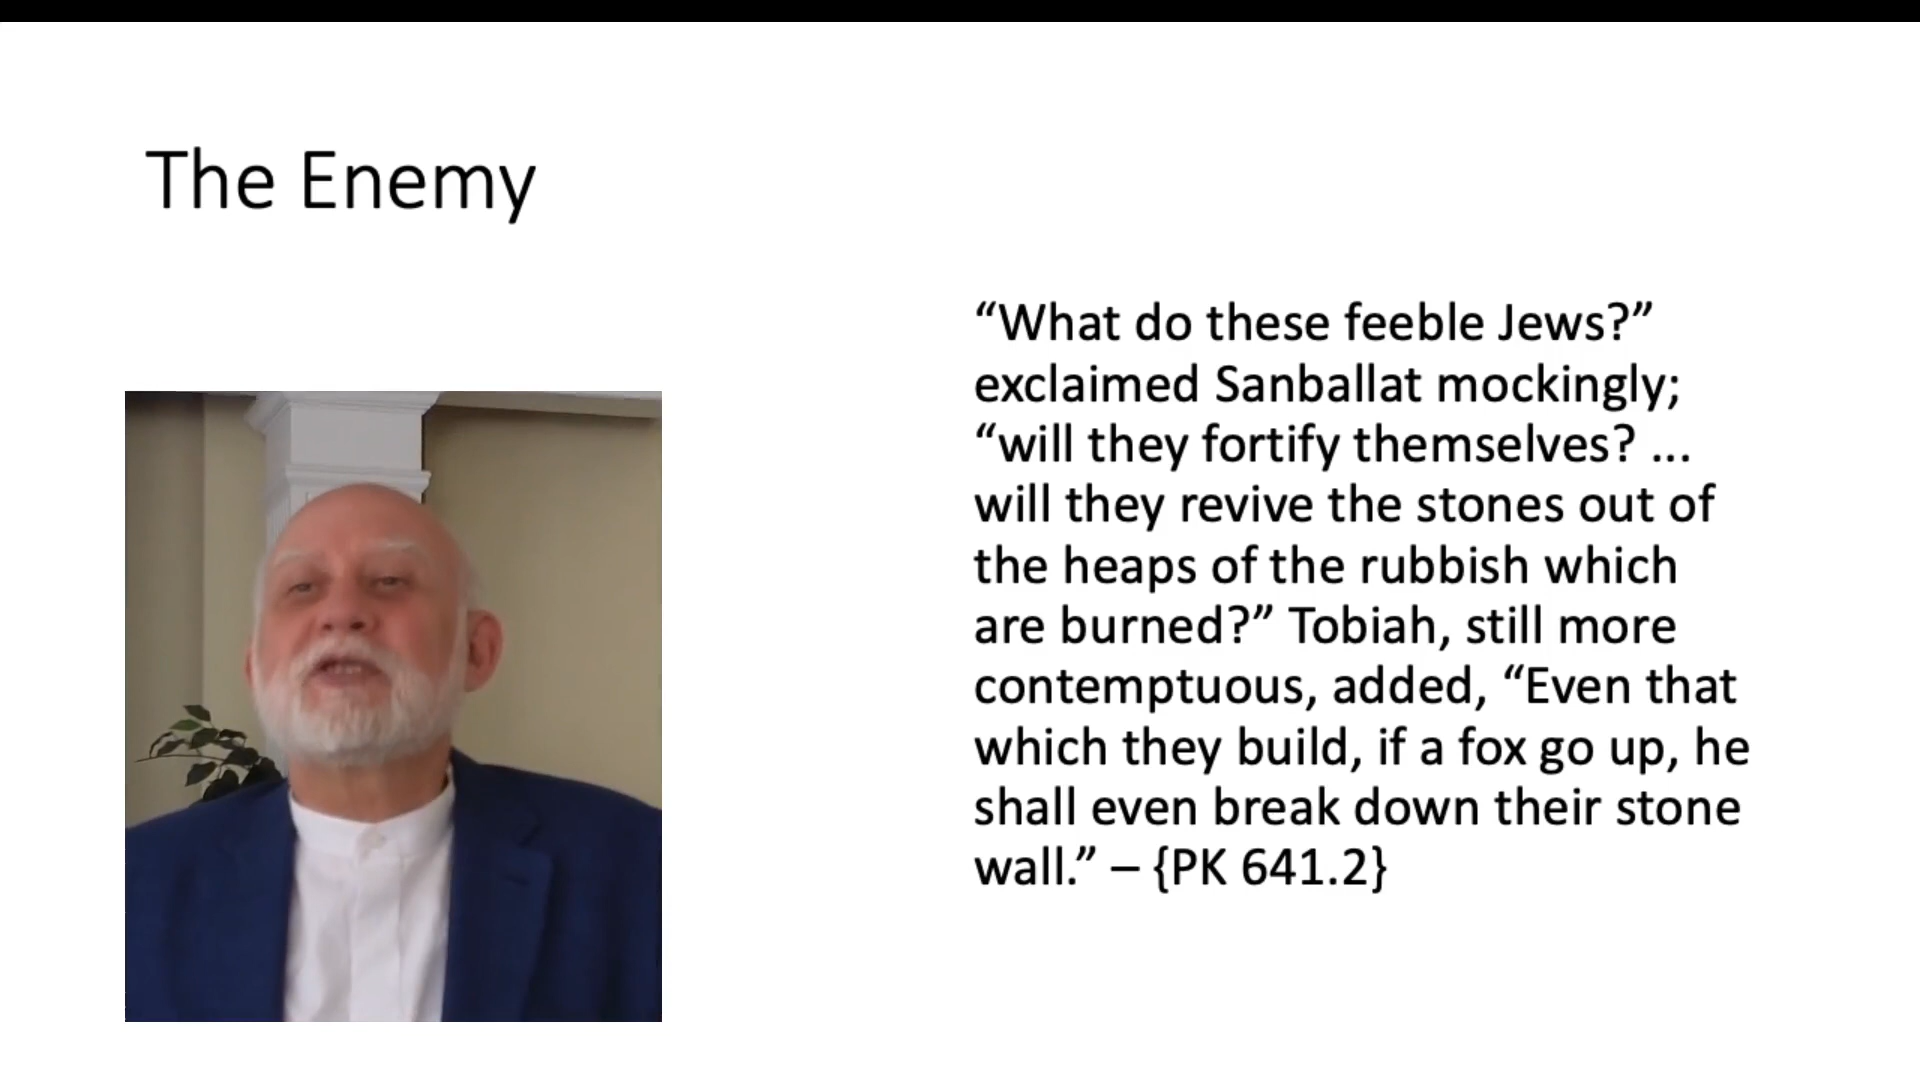 The Enemy
“What do these feeble Jews?”
exclaimed Sanballat mockingly;
“will they fortify themselves? ...
will they revive the stones out of
the heaps of the rubbish which
are burned?” Tobiah, still more
contemptuous, added, “Even that
which they build, if a fox go up, he
shall even break down their stone
wall.” – {PK 641.2}